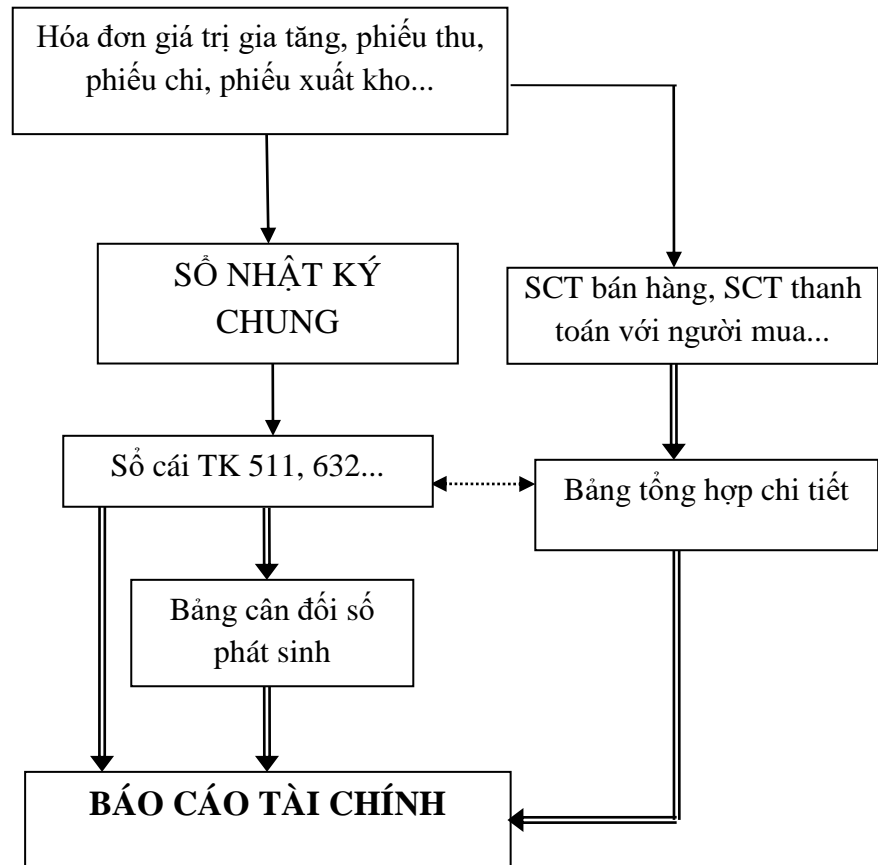 Hóa đơn giá trị gia tăng, phiếu thu,
phiếu chi, phiếu xuất kho...
SỔ NHẬT KÝ
CHUNG
SCT bán hàng, SCT thanh
toán với người mua...
Sổ cái TK 511, 632...
Bảng tổng hợp chi tiết
Bảng cân đối số
phát sinh
BÁO CÁO TÀI CHÍNH